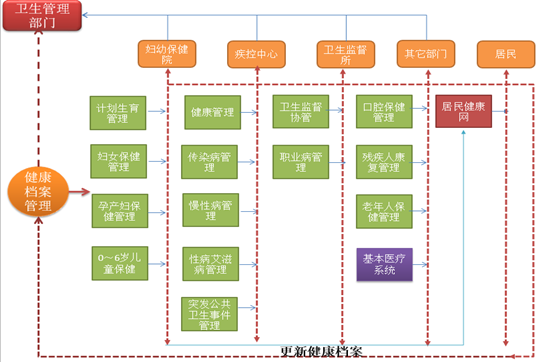 卫生管理
部门
妇幼保健
院
疾控中心
卫生监督
所
其它部门
居民
计划生育
管理
健康管理
卫生监督
协管
口腔保健
管理
居民健康
网
妇女保健
管理
传染病管
理
职业病管
理
残疾人康
复管理
健康
档案
管理
孕产妇保
健管理
慢性病管
理
老年人保
健管理
0～6岁儿
童保健
性病艾滋
病管理
基本医疗
系统
突发公共
卫生事件
管理
更新健康档案